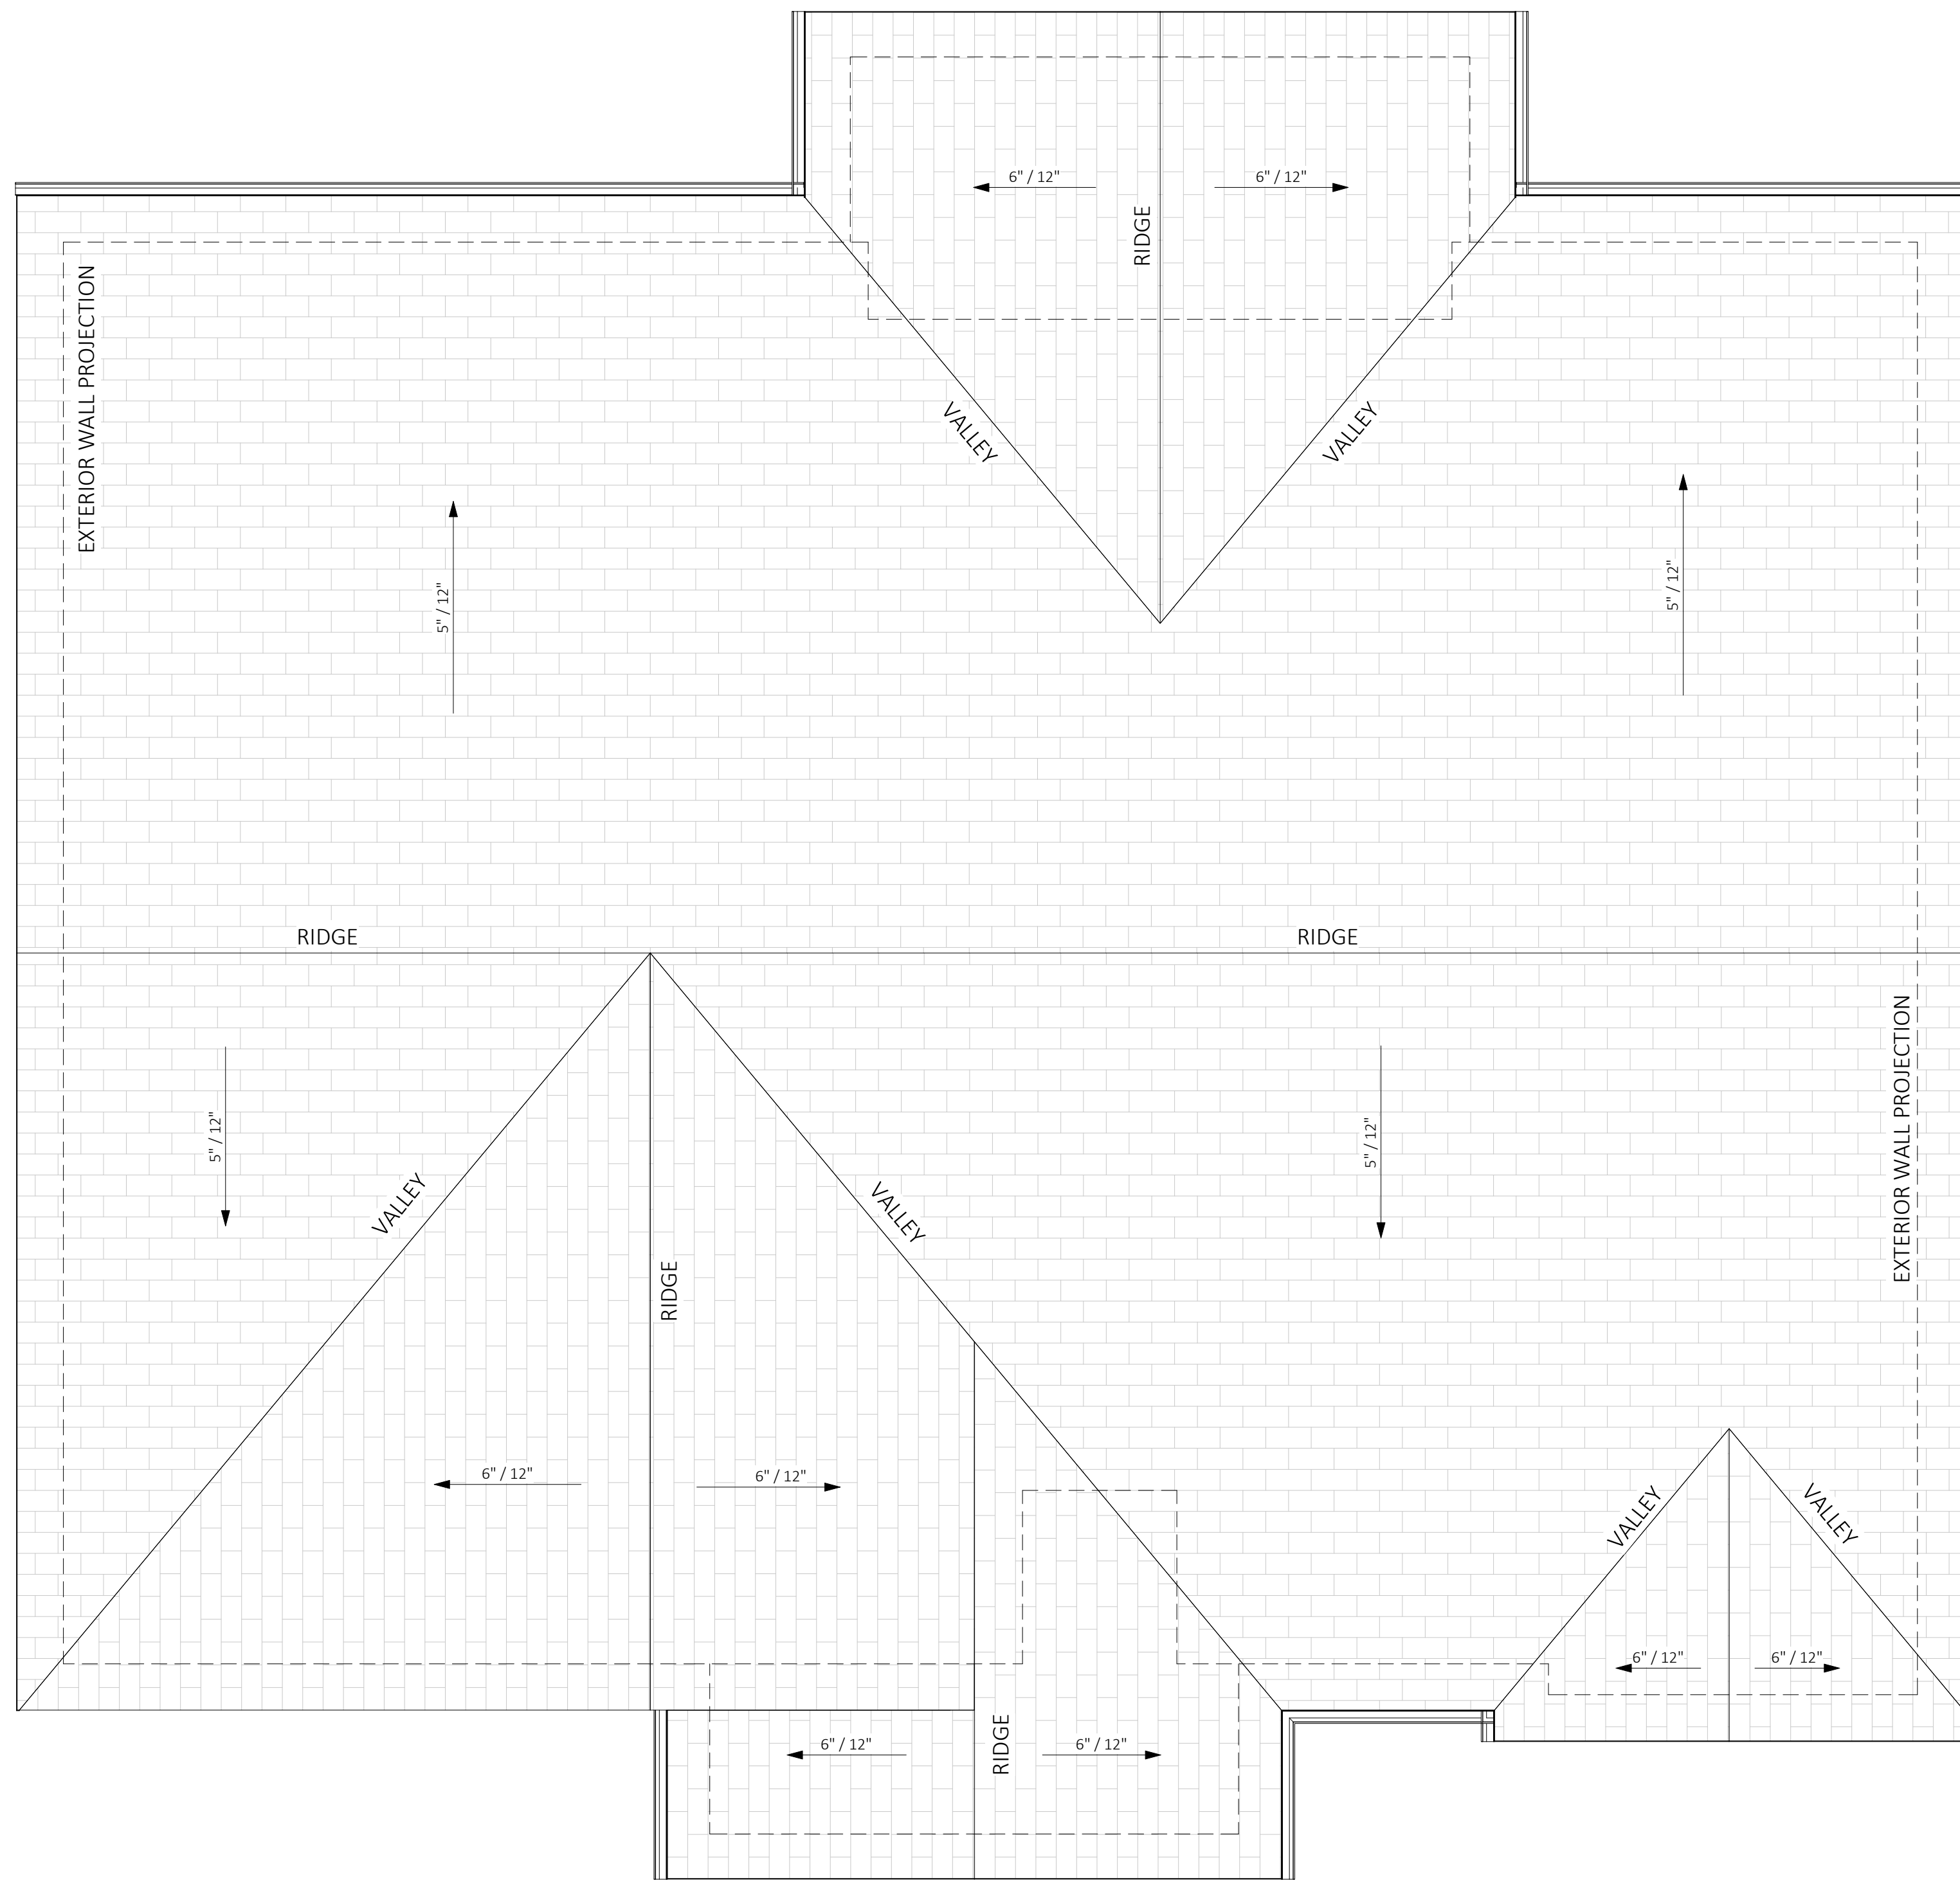 6" / 12"
6" / 12"
RIDGE
EXTERIOR WALL PROJECTION
VALLEY
VALLEY
5" / 12"
5" / 12"
RIDGE
RIDGE
5" / 12"
5" / 12"
EXTERIOR WALL PROJECTION
VALLEY
VALLEY
RIDGE
6" / 12"
6" / 12"
VALLEY
VALLEY
6" / 12"
6" / 12"
RIDGE
6" / 12"
6" / 12"